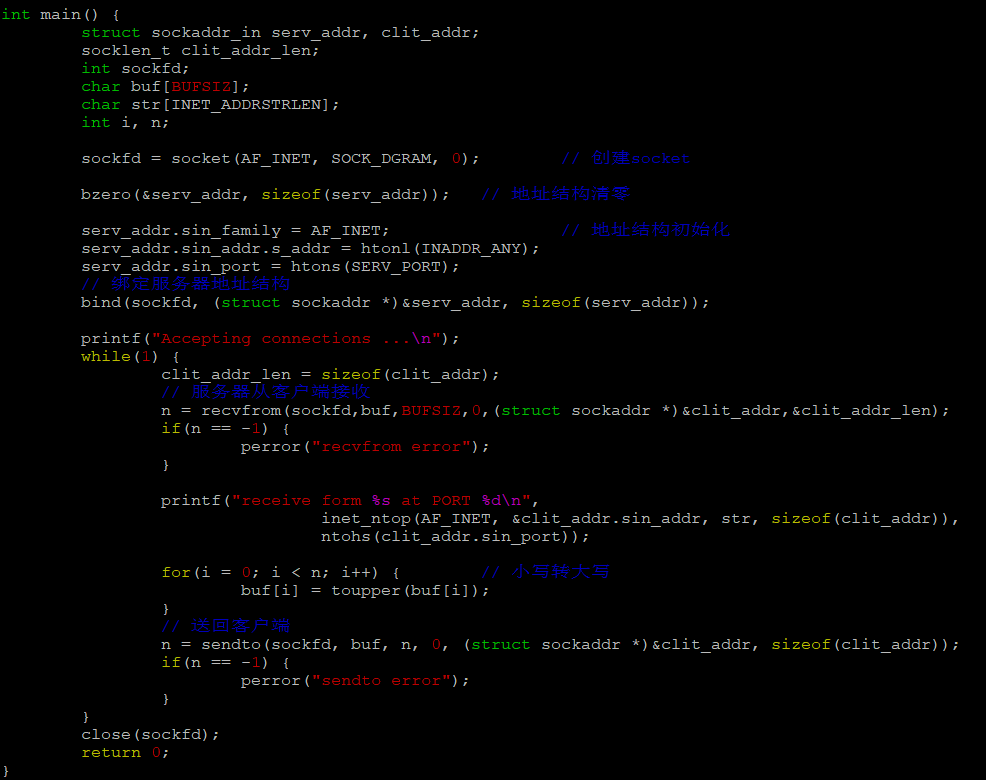 int main() {
struct sockaddr_in serv_addr, clit_addr;
socklen_t clit_addr_len;
int sockfd;
char buf[BUFSIZ];
char str[INET_ADDRSTRLEN];
int i, n;
sockfd = socket(AF_INET, SOCK_DGRAM, 0); // 创建socket
bzero(&serv_addr, sizeof(serv_addr)); // 地址结构清零
serv_addr.sin_family = AF_INET; // 地址结构初始化
serv_addr.sin_addr.s_addr = htonl(INADDR_ANY);
serv_addr.sin_port = htons(SERV_PORT);
// 绑定服务器地址结构
bind(sockfd, (struct sockaddr *)&serv_addr, sizeof(serv_addr));
printf("Accepting connections ...\n");
while(1) {
clit_addr_len = sizeof(clit_addr);
// 服务器从客户端接收
n = recvfrom(sockfd,buf,BUFSIZ,0,(struct sockaddr *)&clit_addr,&clit_addr_len);
if(n == -1) {
perror("recvfrom error");
}
printf("receive form %s at PORT %d\n",
inet_ntop(AF_INET, &clit_addr.sin_addr, str, sizeof(clit_addr)),
ntohs(clit_addr.sin_port));
for(i = 0; i < n; i++) { // 小写转大写
buf[i] = toupper(buf[i]);
}
// 送回客户端
n = sendto(sockfd, buf, n, 0, (struct sockaddr *)&clit_addr, sizeof(clit_addr));
if(n == -1) {
perror("sendto error");
}
}
close(sockfd);
return 0;
}